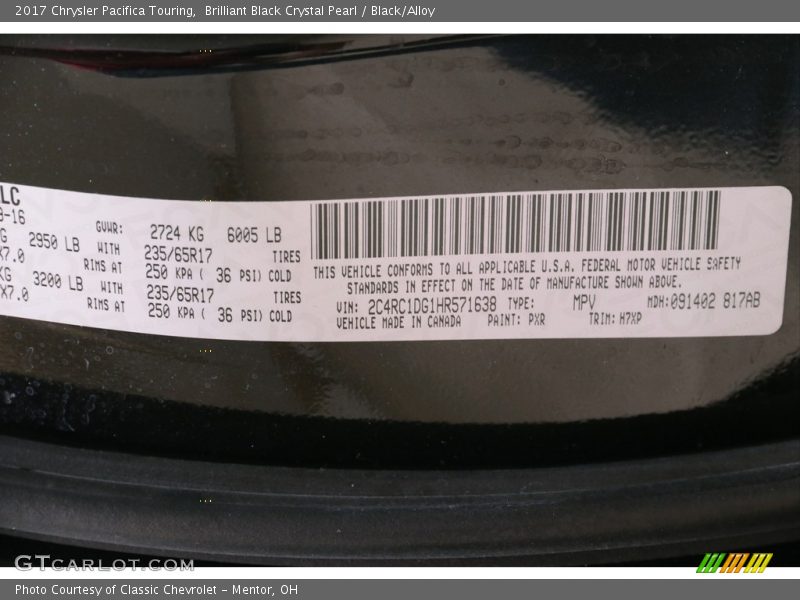 2017 Chrysler Pacifica Touring,  Brilliant Black Crystal Pearl / Black/Alloy
LC
-16
GVWR: 2724 KG 6005 LB
2950 LB WITH 235/65R17 TIRES
X7.0 RIMS AT 250 KPA ( 36 PSI) COLD
KG 3200 LB WITH 235/65R17 TIRES
X7.0 RIMS AT 250 KPA ( 36 PSI) COLD
THIS VEHICLE CONFORMS TO ALL APPLICABLE U.S.A. FEDERAL MOTOR VEHICLE SAFETY
STANDARDS IN EFFECT ON THE DATE OF MANUFACTURE SHOWN ABOVE.
VIN: 2C4RC1DG1HR571638 TYPE: MPV MDH:091402 817AB
VEHICLE MADE IN CANADA PAINT: PXR TRIM: H7XP
GTCARLOT.COM
Photo Courtesy of Classic Chevrolet – Mentor, OH